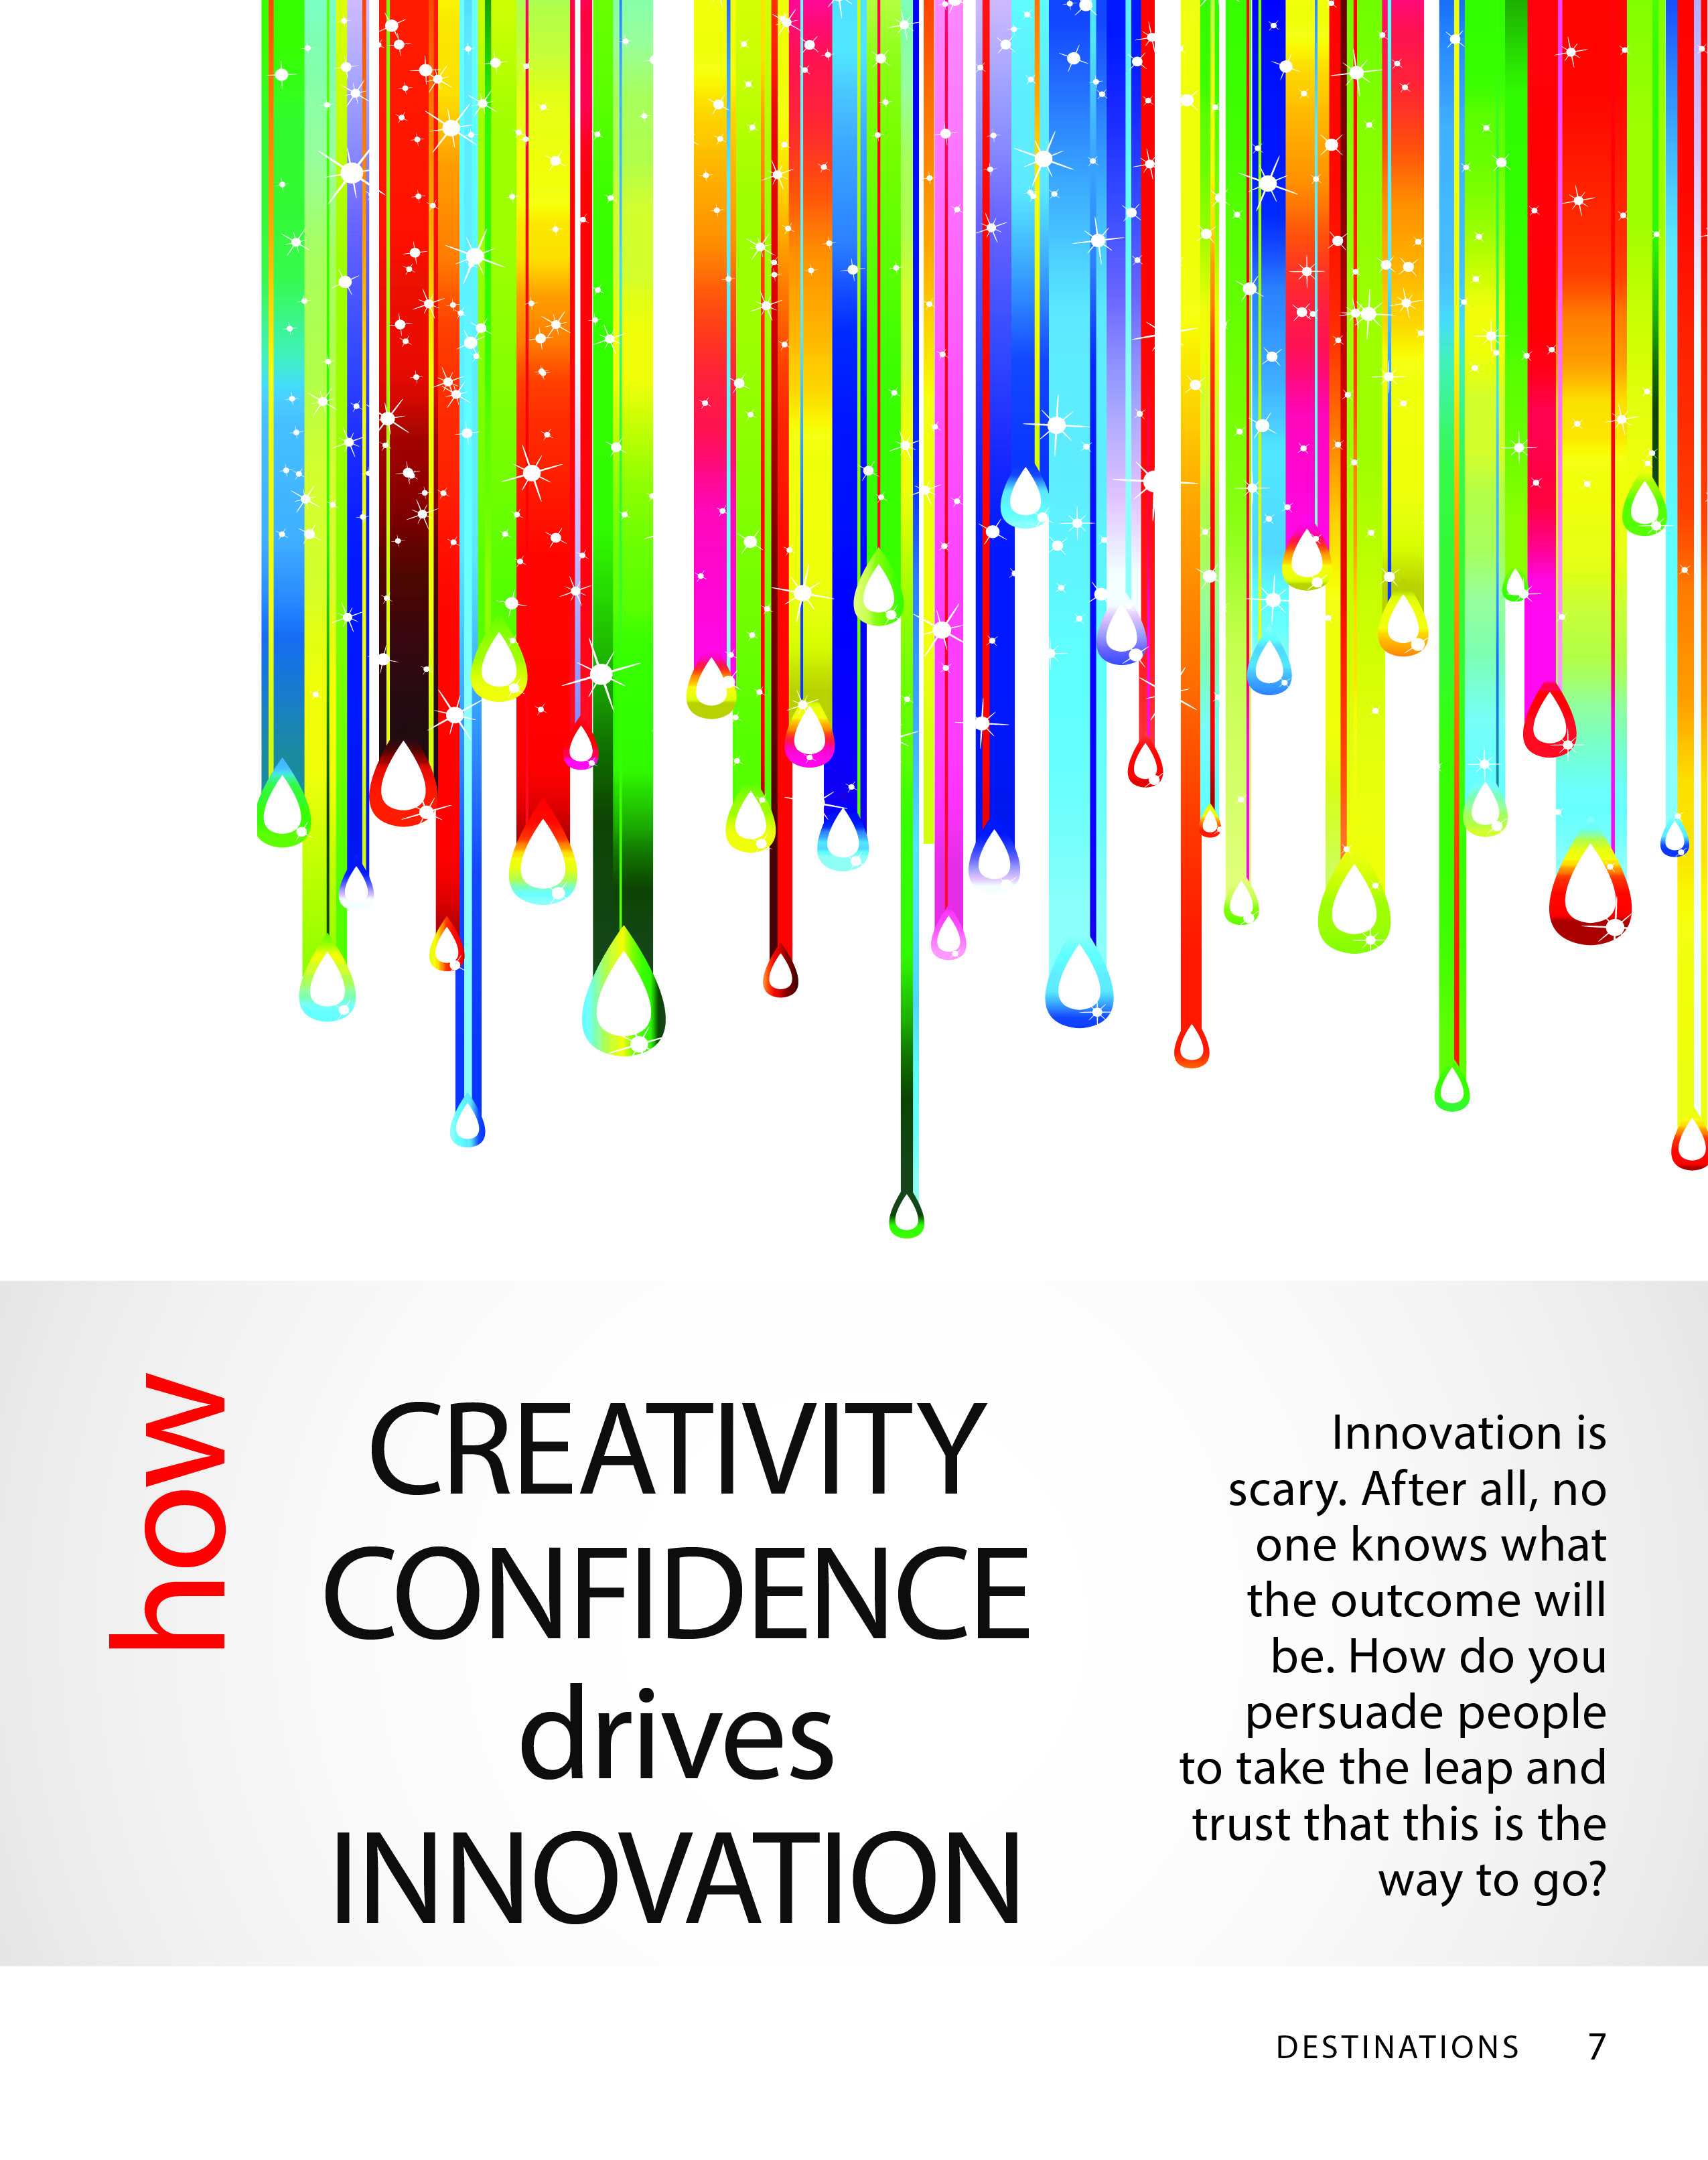 how
CREATIVITY
CONFIDENCE
drives
INNOVATION
Innovation is
scary. After all, no
one knows what
the outcome will
be. How do you
persuade people
to take the leap and
trust that this is the
way to go?
DESTINATIONS 7